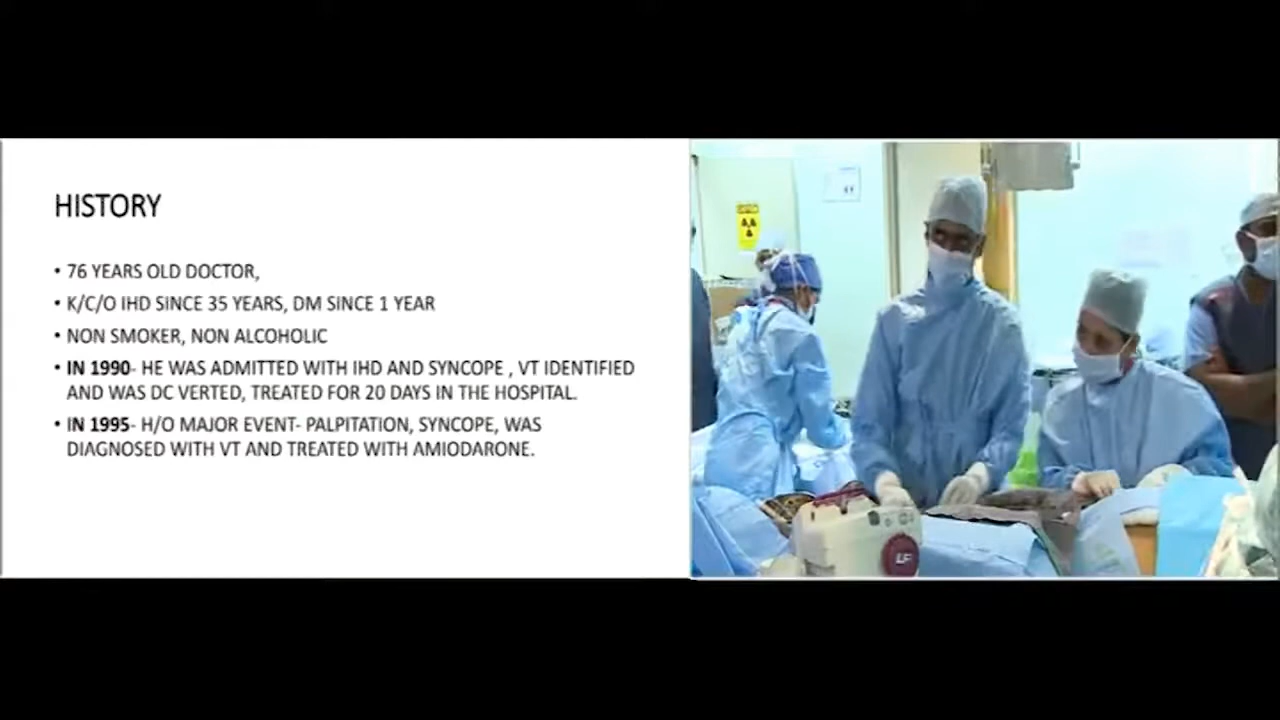 HISTORY
• 76 YEARS OLD DOCTOR,
• K/C/O IHD SINCE 35 YEARS, DM SINCE 1 YEAR
• NON SMOKER, NON ALCOHOLIC
• IN 1990- HE WAS ADMITTED WITH IHD AND SYNCOPE , VT IDENTIFIED
AND WAS DC VERTED, TREATED FOR 20 DAYS IN THE HOSPITAL.
• IN 1995- H/O MAJOR EVENT- PALPITATION, SYNCOPE, WAS
DIAGNOSED WITH VT AND TREATED WITH AMIODARONE.
CAUTION
LF